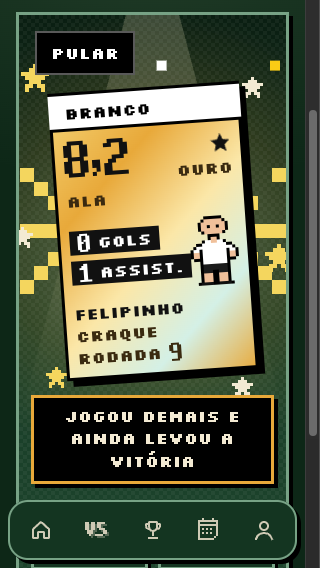 PULAR
BRANCO
8,2
OURO
ALA
0 GOLS
1 ASSIST.
FELIPINHO
CRAQUE
RODADA 9
JOGOU DEMAIS E
AINDA LEVOU A
VITÓRIA
VS